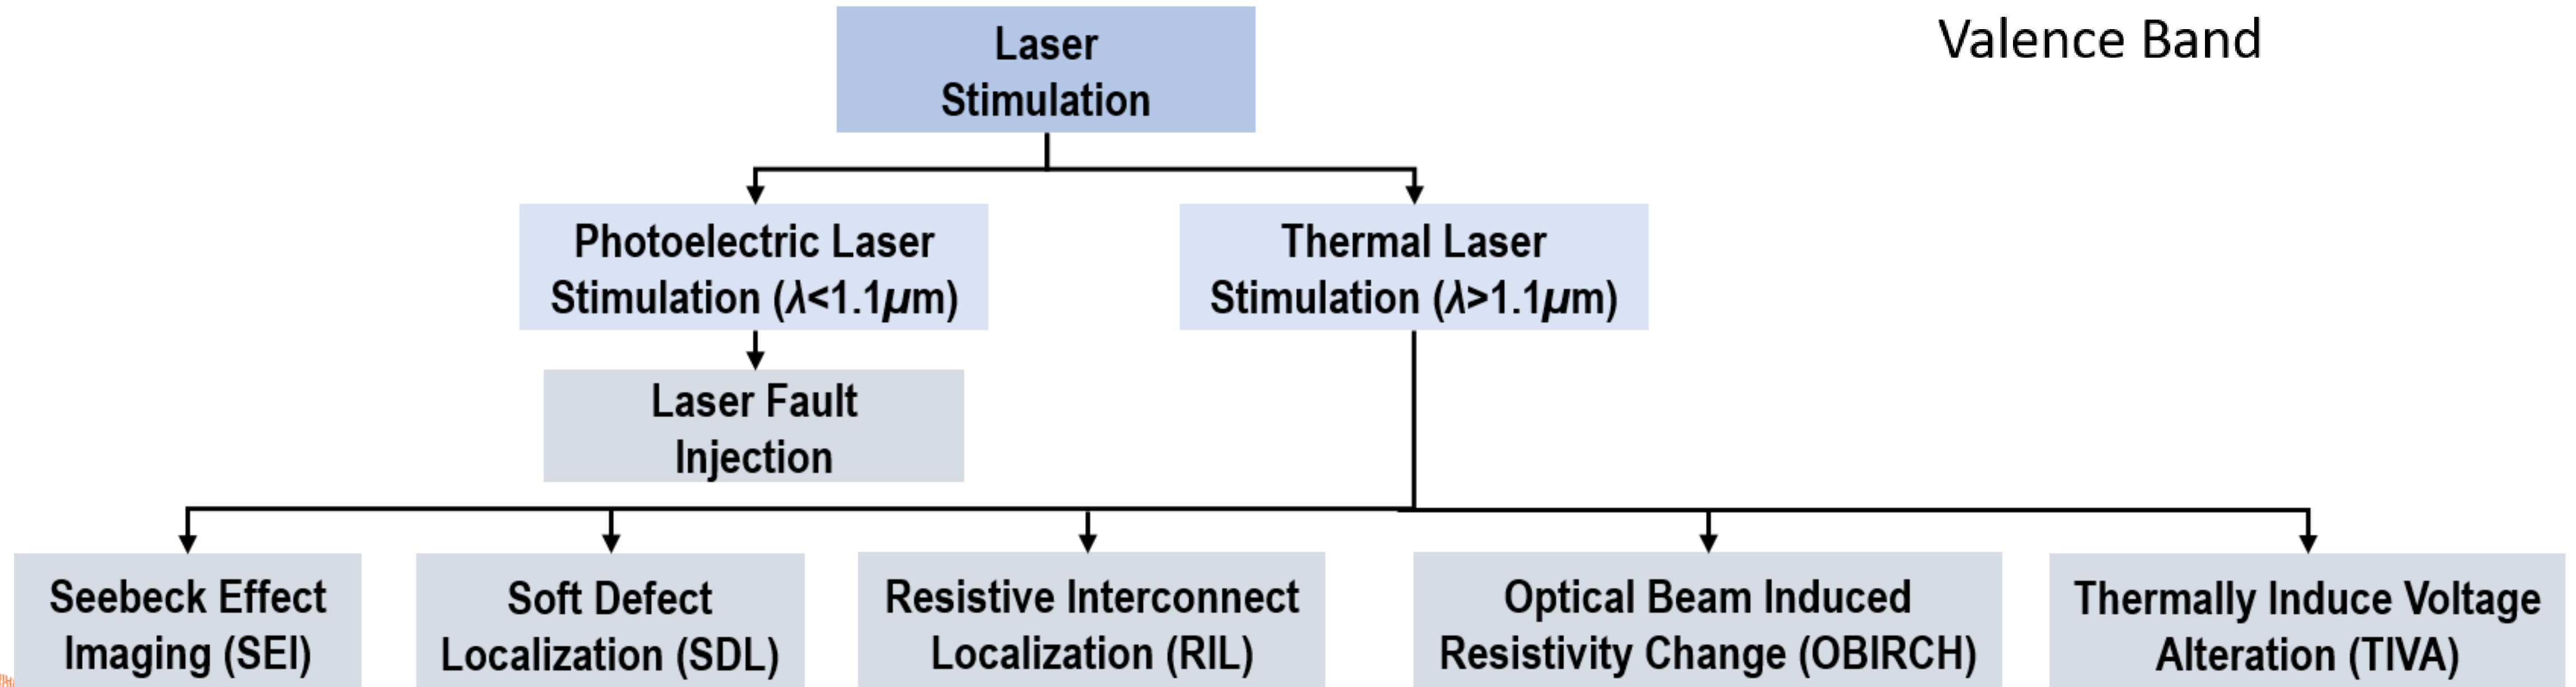 Laser
Stimulation
Valence Band
Photoelectric Laser
Stimulation (λ<1.1µm)
Thermal Laser
Stimulation (λ>1.1µm)
Laser Fault
Injection
Seebeck Effect
Imaging (SEI)
Soft Defect
Localization (SDL)
Resistive Interconnect
Localization (RIL)
Optical Beam Induced
Resistivity Change (OBIRCH)
Thermally Induce Voltage
Alteration (TIVA)